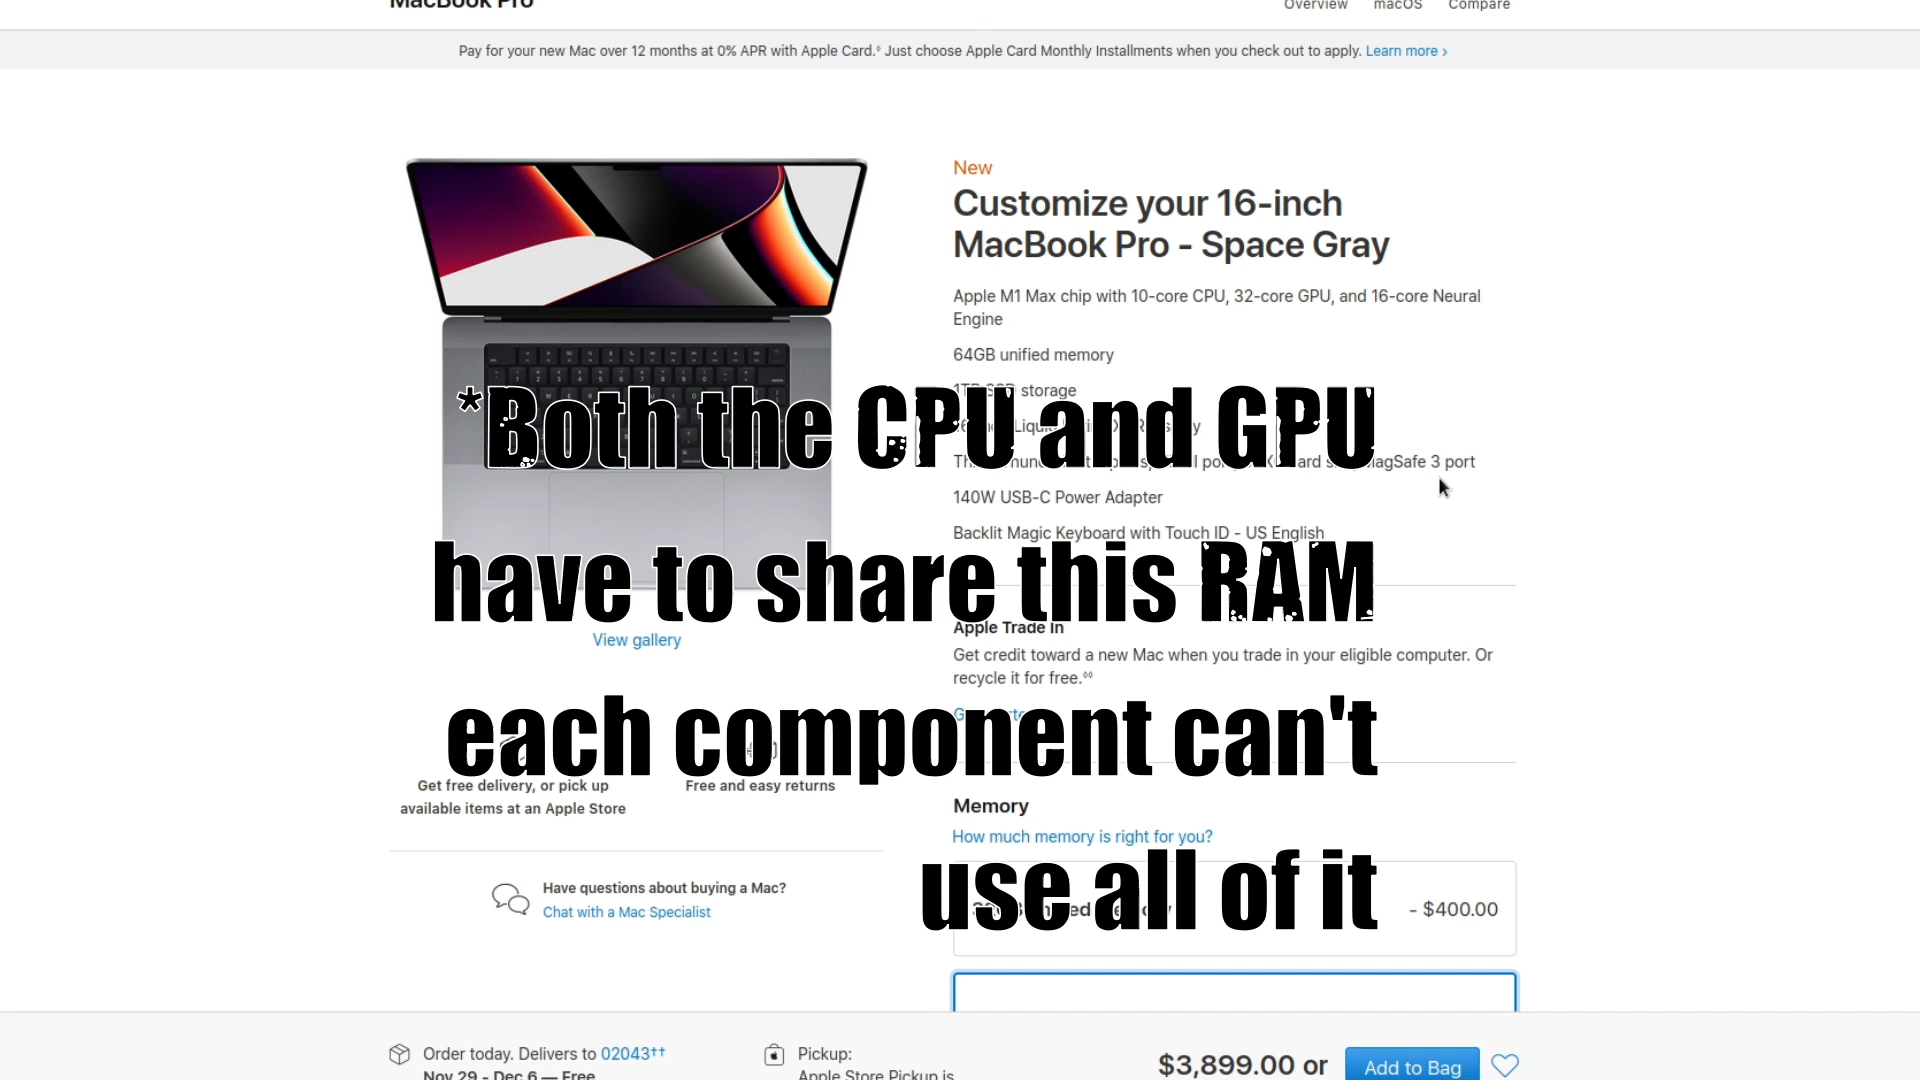 MacBook Pro
Overview macOS Compare
Pay for your new Mac over 12 months at 0% APR with Apple Card.◊ Just choose Apple Card Monthly Installments when you check out to apply. Learn more ›
New
Customize your 16-inch
MacBook Pro - Space Gray
Apple M1 Max chip with 10-core CPU, 32-core GPU, and 16-core Neural
Engine
64GB unified memory
storage
*Both the CPU and GPU
MagSafe 3 port
140W USB-C Power Adapter
Backlit Magic Keyboard with Touch ID - US English
have to share this RAM
View gallery
Apple Trade In
Get credit toward a new Mac when you trade in your eligible computer. Or
recycle it for free.◊◊
each component can't
Get free delivery, or pick up
available items at an Apple Store
Free and easy returns
Memory
How much memory is right for you?
use all of it
- $400.00
Have questions about buying a Mac?
Chat with a Mac Specialist
Order today. Delivers to 02043††
Nov 29 - Dec 6 — Free
Pickup:
Apple Store Pickup is
$3,899.00 or
Add to Bag